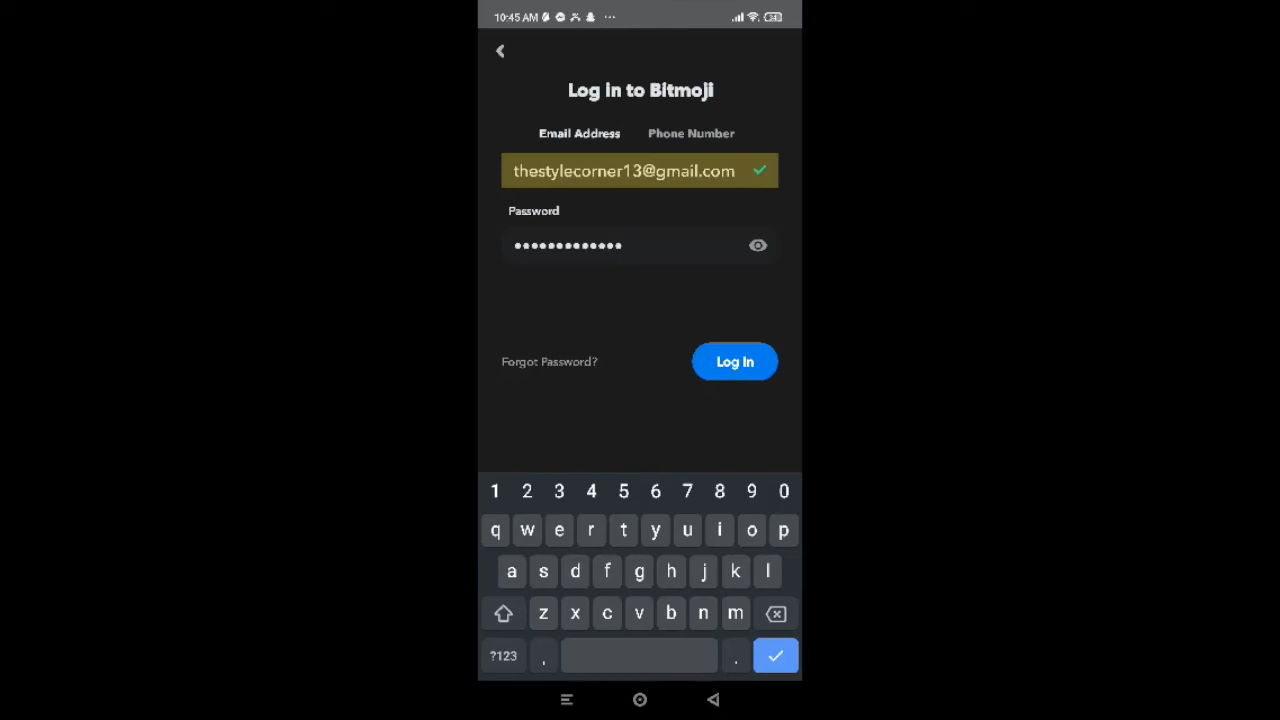 10:45 AM
Log in to Bitmoji
Email Address Phone Number
thestylecorner13@gmail.com
Password
•••••••••••••
Forgot Password? Log In
1 2 3 4 5 6 7 8 9 0
q w e r t y u i o p
a s d f g h j k l
z x c v b n m
?123 , .